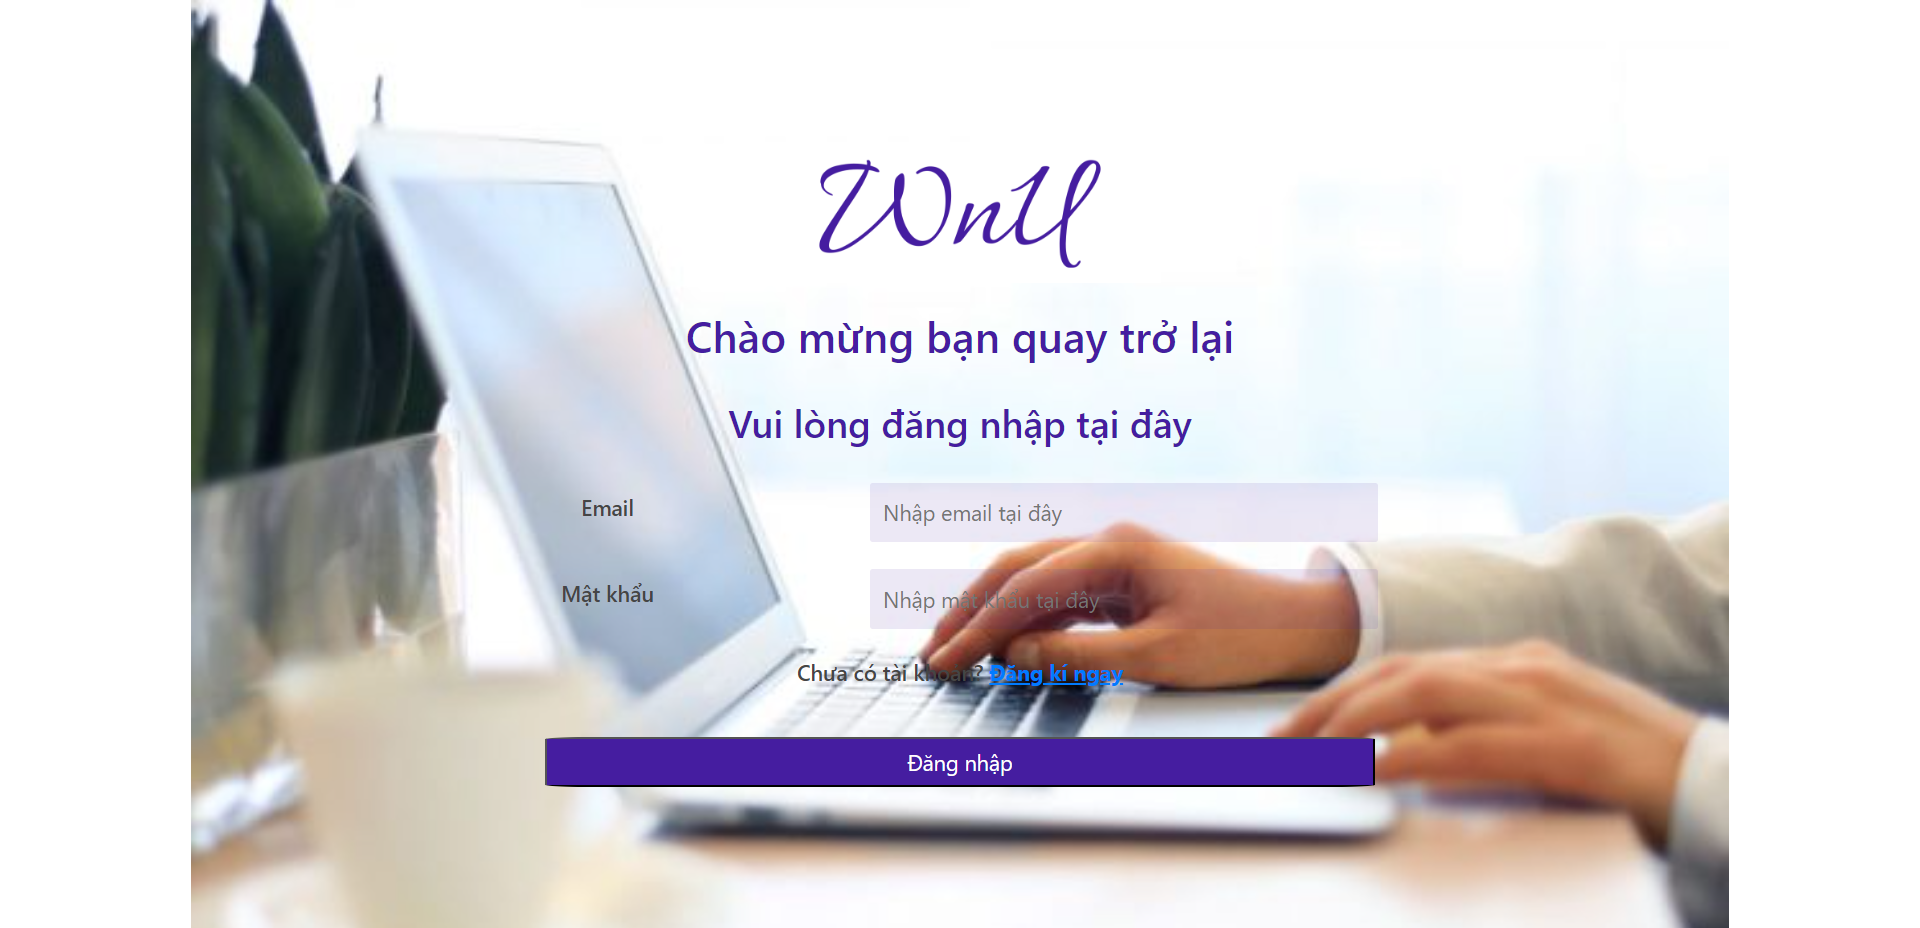 WnU
Chào mừng bạn quay trở lại
Vui lòng đăng nhập tại đây
Email
Nhập email tại đây
Mật khẩu
Nhập mật khẩu tại đây
Chưa có tài khoản? Đăng kí ngay
Đăng nhập